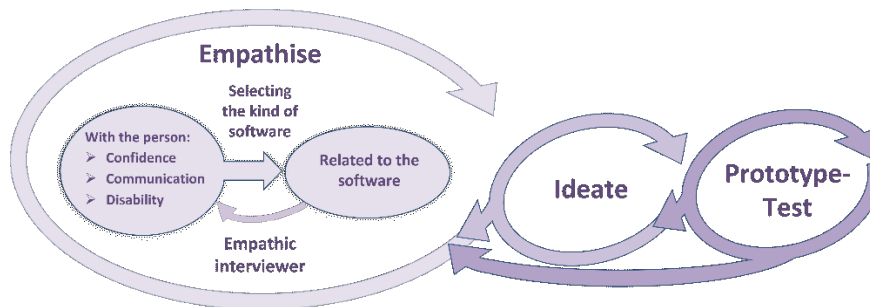 Empathise
Selecting
the kind of
software
With the person:
➢ Confidence
➢ Communication
➢ Disability
Related to the
software
Empathic
interviewer
Ideate
Prototype-
Test